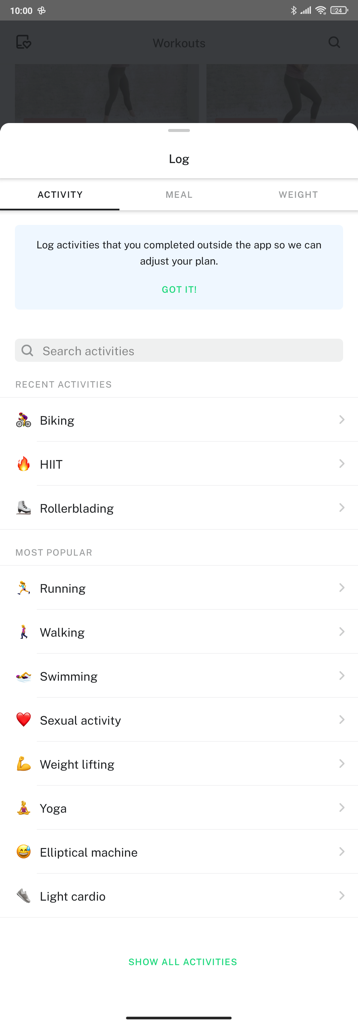 10:00
24
Workouts
Log
ACTIVITY
MEAL
WEIGHT
Log activities that you completed outside the app so we can
adjust your plan.
GOT IT!
Search activities
RECENT ACTIVITIES
Biking
HIIT
Rollerblading
MOST POPULAR
Running
Walking
Swimming
Sexual activity
Weight lifting
Yoga
Elliptical machine
Light cardio
SHOW ALL ACTIVITIES